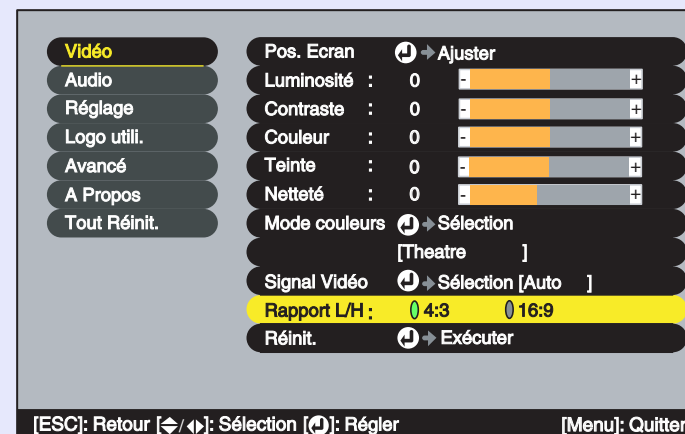 Vidéo
Audio
Réglage
Logo utili.
Avancé
A Propos
Tout Réinit.
Pos. Ecran Ajuster
Luminosité : 0 - +
Contraste : 0 - +
Couleur : 0 - +
Teinte : 0 - +
Netteté : 0 - +
Mode couleurs Sélection
[Theatre ]
Signal Vidéo Sélection [Auto ]
Rapport L/H : 4:3 16:9
Réinit. Exécuter
[ESC]: Retour [/]: Sélection []: Régler [Menu]: Quitter